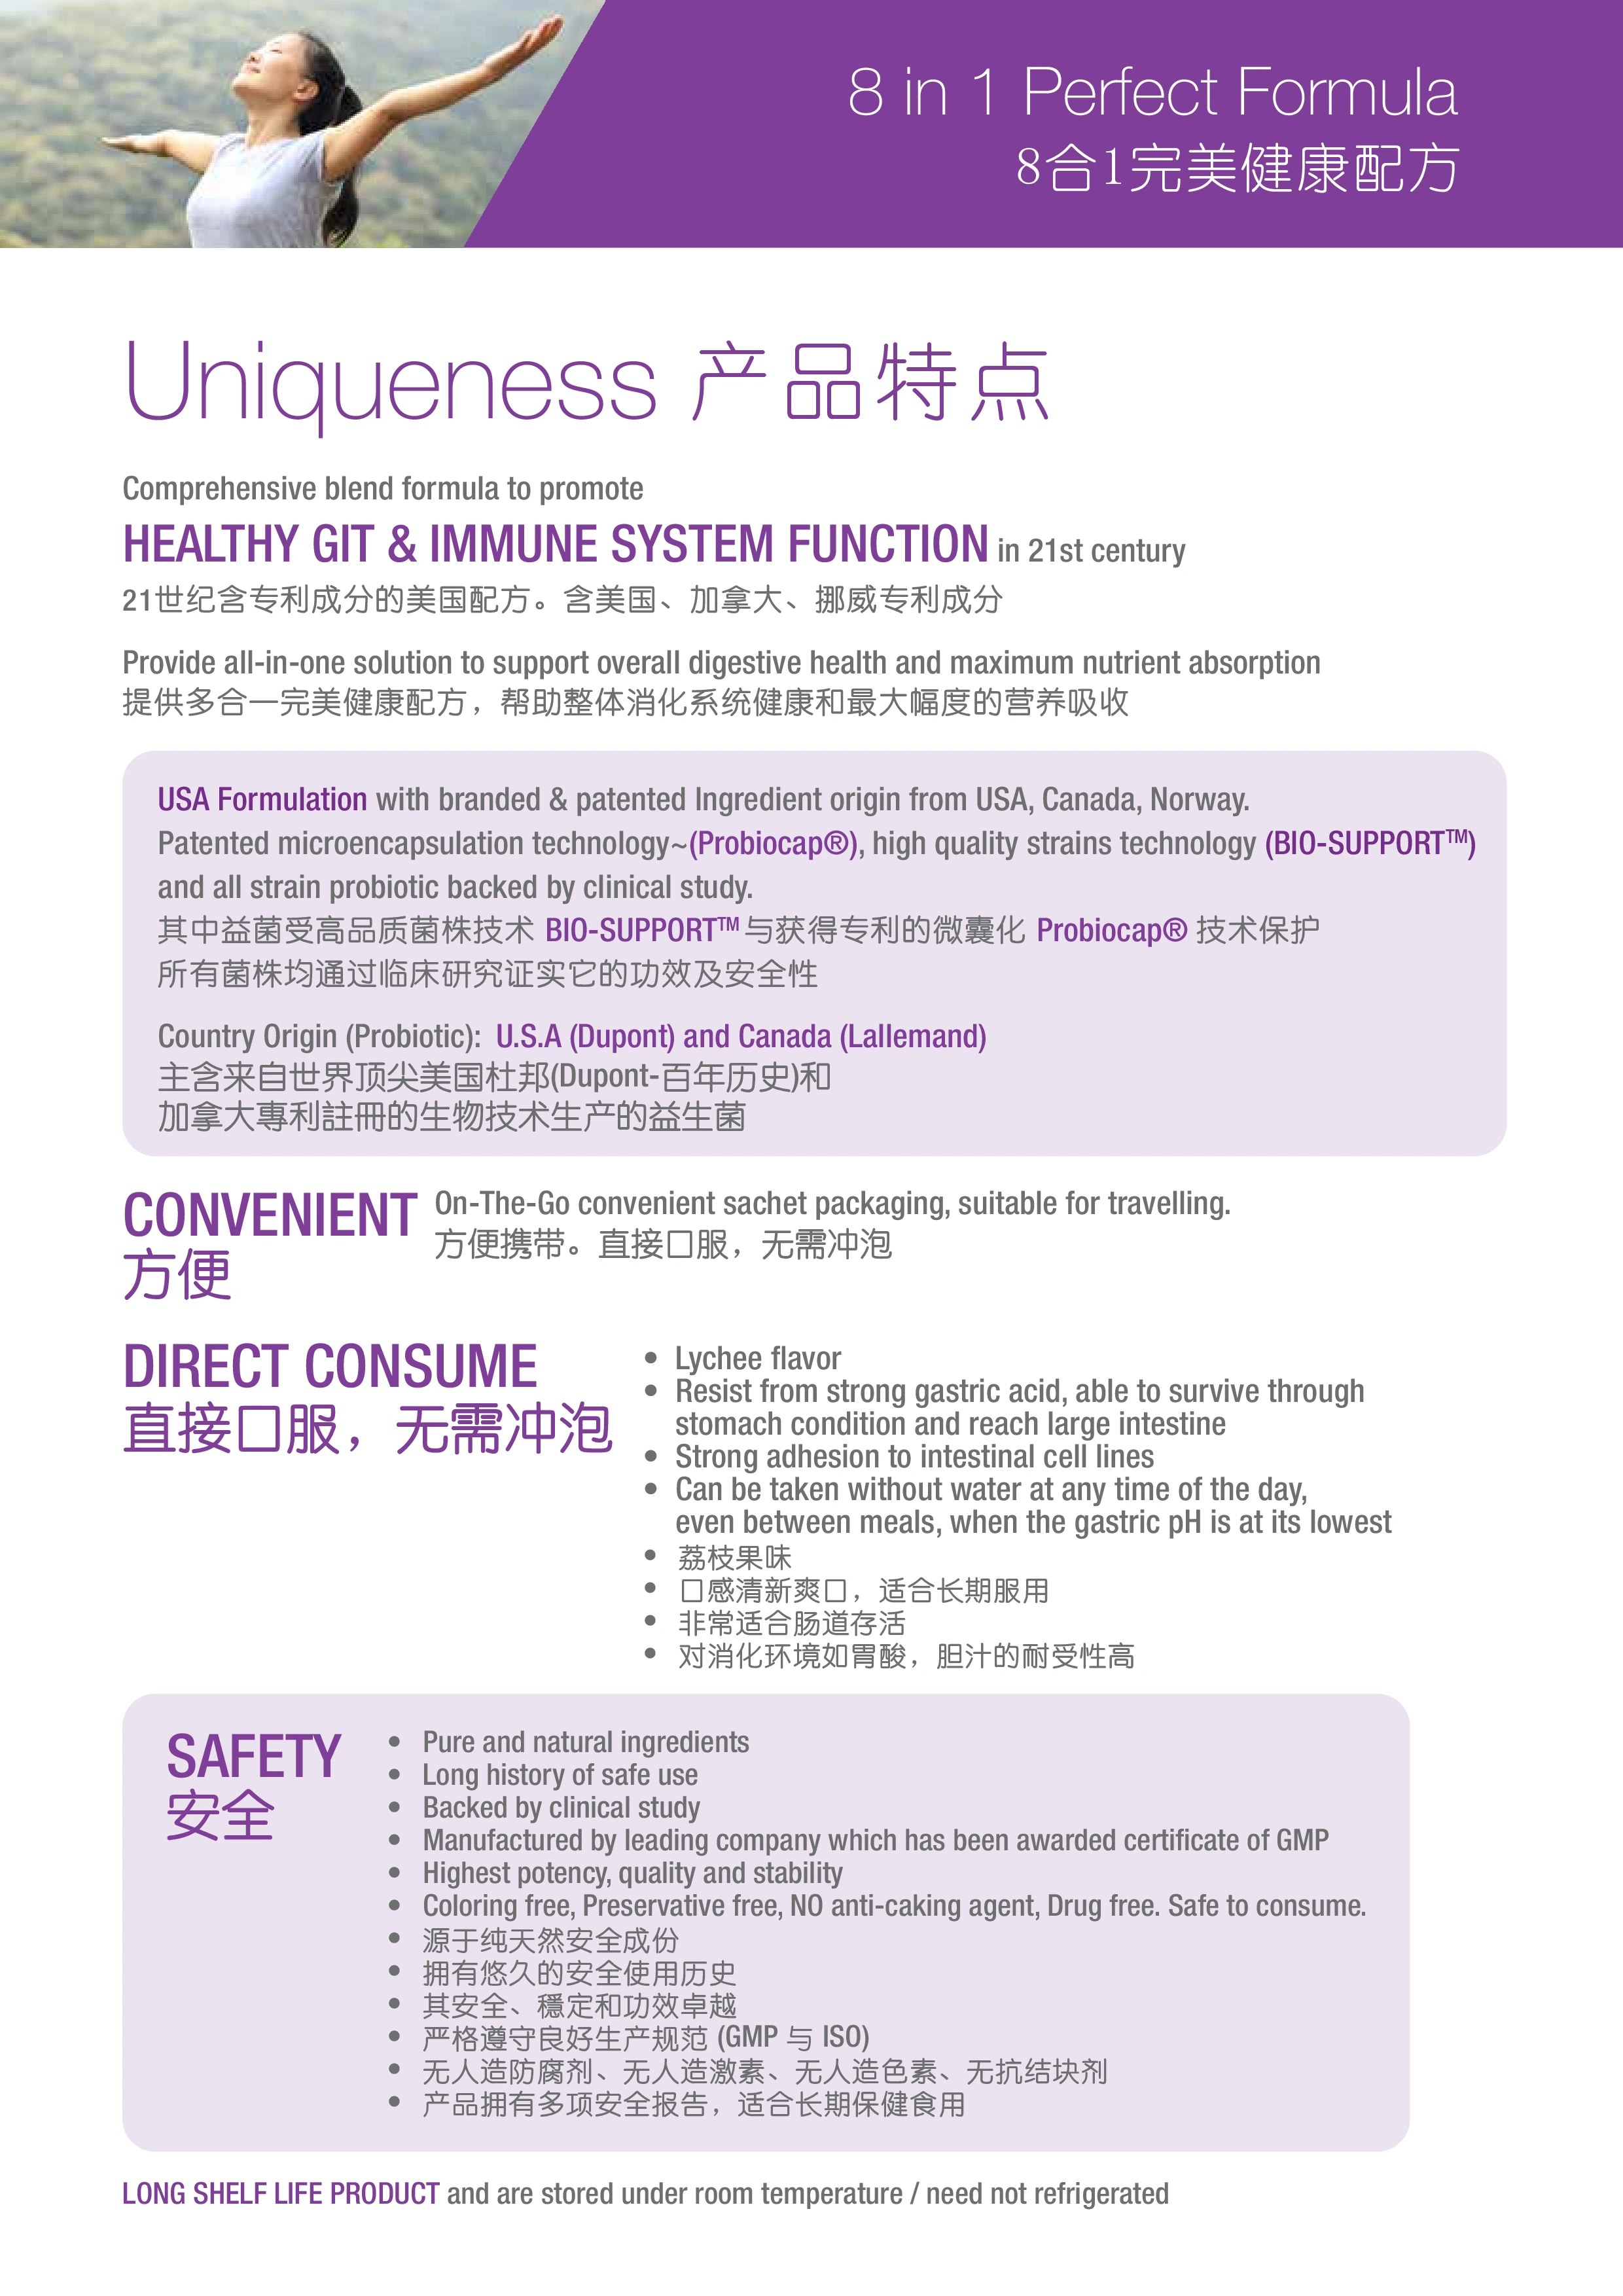 8 in 1 Perfect Formula
8合1完美健康配方
Uniqueness 产品特点
Comprehensive blend formula to promote
HEALTHY GIT & IMMUNE SYSTEM FUNCTION in 21st century
21世纪含专利成分的美国配方。含美国、加拿大、挪威专利成分
Provide all-in-one solution to support overall digestive health and maximum nutrient absorption
提供多合一完美健康配方，帮助整体消化系统健康和最大幅度的营养吸收
USA Formulation with branded & patented Ingredient origin from USA, Canada, Norway.
Patented microencapsulation technology~(Probiocap®), high quality strains technology (BIO-SUPPORT™)
and all strain probiotic backed by clinical study.
其中益菌受高品质菌株技术 BIO-SUPPORT™ 与获得专利的微囊化 Probiocap® 技术保护
所有菌株均通过临床研究证实它的功效及安全性
Country Origin (Probiotic): U.S.A (Dupont) and Canada (Lallemand)
主含来自世界顶尖美国杜邦(Dupont-百年历史)和
加拿大專利註冊的生物技术生产的益生菌
CONVENIENT
方便
On-The-Go convenient sachet packaging, suitable for travelling.
方便携带。直接口服，无需冲泡
DIRECT CONSUME
直接口服，无需冲泡
• Lychee flavor
• Resist from strong gastric acid, able to survive through
stomach condition and reach large intestine
• Strong adhesion to intestinal cell lines
• Can be taken without water at any time of the day,
even between meals, when the gastric pH is at its lowest
• 荔枝果味
• 口感清新爽口，适合长期服用
• 非常适合肠道存活
• 对消化环境如胃酸，胆汁的耐受性高
SAFETY
安全
• Pure and natural ingredients
• Long history of safe use
• Backed by clinical study
• Manufactured by leading company which has been awarded certificate of GMP
• Highest potency, quality and stability
• Coloring free, Preservative free, NO anti-caking agent, Drug free. Safe to consume.
• 源于纯天然安全成份
• 拥有悠久的安全使用历史
• 其安全、穩定和功效卓越
• 严格遵守良好生产规范 (GMP 与 ISO)
• 无人造防腐剂、无人造激素、无人造色素、无抗结块剂
• 产品拥有多项安全报告，适合长期保健食用
LONG SHELF LIFE PRODUCT and are stored under room temperature / need not refrigerated